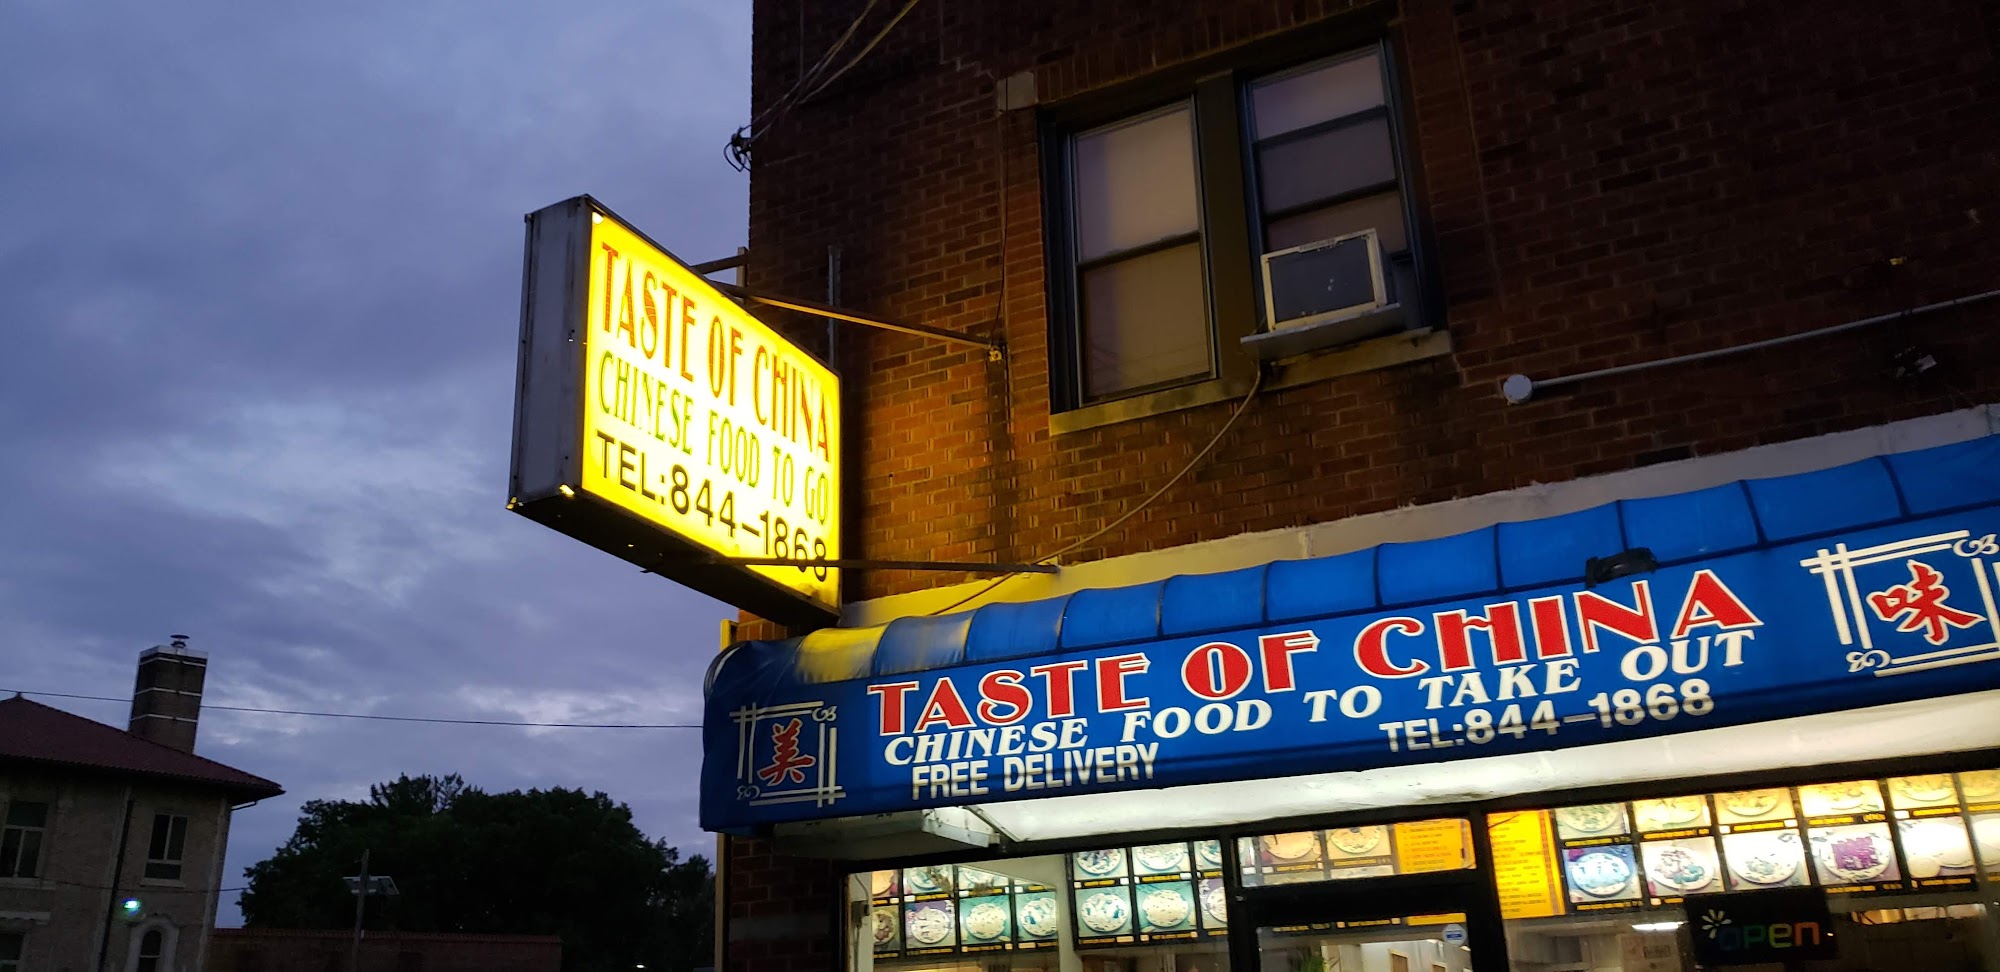 TASTE OF CHINA
CHINESE FOOD TO GO
TEL:844-1868
美
TASTE OF CHINA
CHINESE FOOD TO TAKE OUT
FREE DELIVERY
TEL:844-1868
味
OPEN